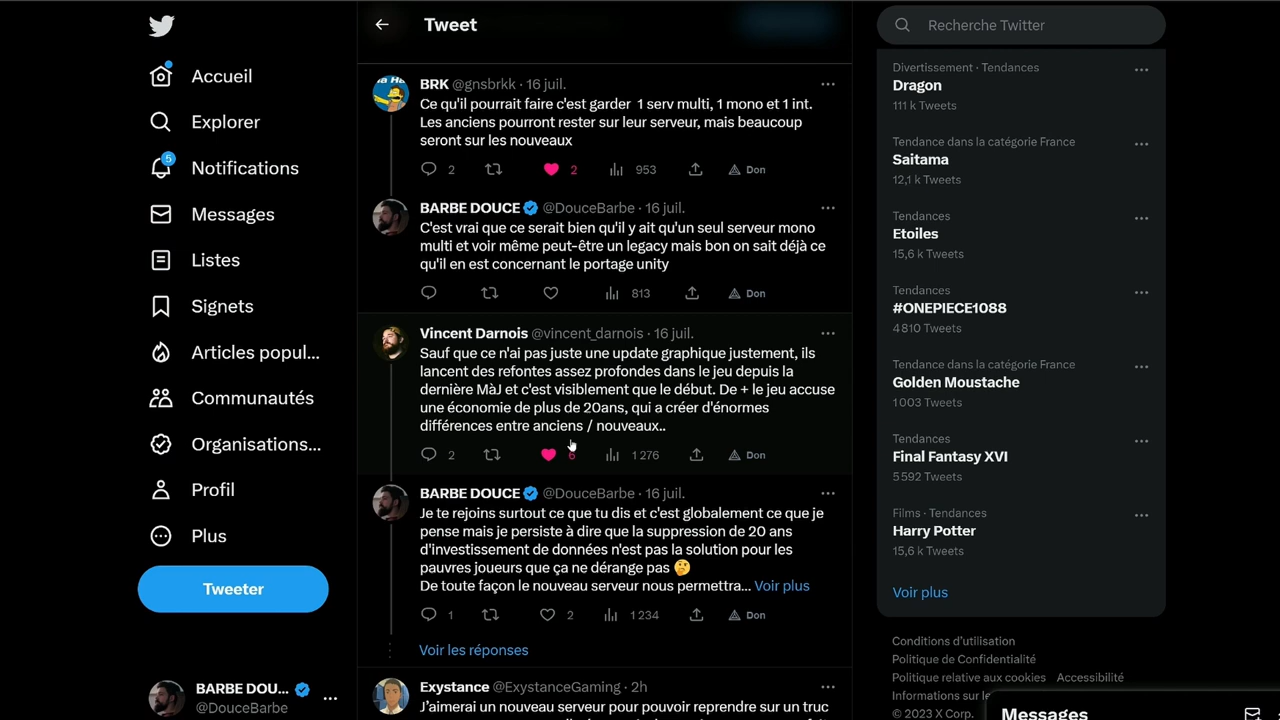 Accueil
Explorer
5
Notifications
Messages
Listes
Signets
Articles popul...
Communautés
Organisations...
Profil
Plus
Tweeter
BARBE DOU...
@DouceBarbe
Tweet
BRK @gnsbrkk · 16 juil.
Ce qu'il pourrait faire c'est garder 1 serv multi, 1 mono et 1 int.
Les anciens pourront rester sur leur serveur, mais beaucoup
seront sur les nouveaux
2 2 953 Don
BARBE DOUCE @DouceBarbe · 16 juil.
C'est vrai que ce serait bien qu'il y ait qu'un seul serveur mono
multi et voir même peut-être un legacy mais bon on sait déjà ce
qu'il en est concernant le portage unity
813 Don
Vincent Darnois @vincent_darnois · 16 juil.
Sauf que ce n'ai pas juste une update graphique justement, ils
lancent des refontes assez profondes dans le jeu depuis la
dernière MàJ et c'est visiblement que le début. De + le jeu accuse
une économie de plus de 20ans, qui a créer d'énormes
différences entre anciens / nouveaux..
2 6 1 276 Don
BARBE DOUCE @DouceBarbe · 16 juil.
Je te rejoins surtout ce que tu dis et c'est globalement ce que je
pense mais je persiste à dire que la suppression de 20 ans
d'investissement de données n'est pas la solution pour les
pauvres joueurs que ça ne dérange pas 🤔
De toute façon le nouveau serveur nous permettra... Voir plus
1 2 1 234 Don
Voir les réponses
Exystance @ExystanceGaming · 2h
J'aimerai un nouveau serveur pour pouvoir reprendre sur un truc
Recherche Twitter
Divertissement · Tendances
Dragon
111 k Tweets
Tendance dans la catégorie France
Saitama
12,1 k Tweets
Tendances
Etoiles
15,6 k Tweets
Tendances
#ONEPIECE1088
4 810 Tweets
Tendance dans la catégorie France
Golden Moustache
1 003 Tweets
Tendances
Final Fantasy XVI
5 592 Tweets
Films · Tendances
Harry Potter
15,6 k Tweets
Voir plus
Conditions d'utilisation
Politique de Confidentialité
Politique relative aux cookies Accessibilité
Informations sur
© 2023 X Corp.
Messages